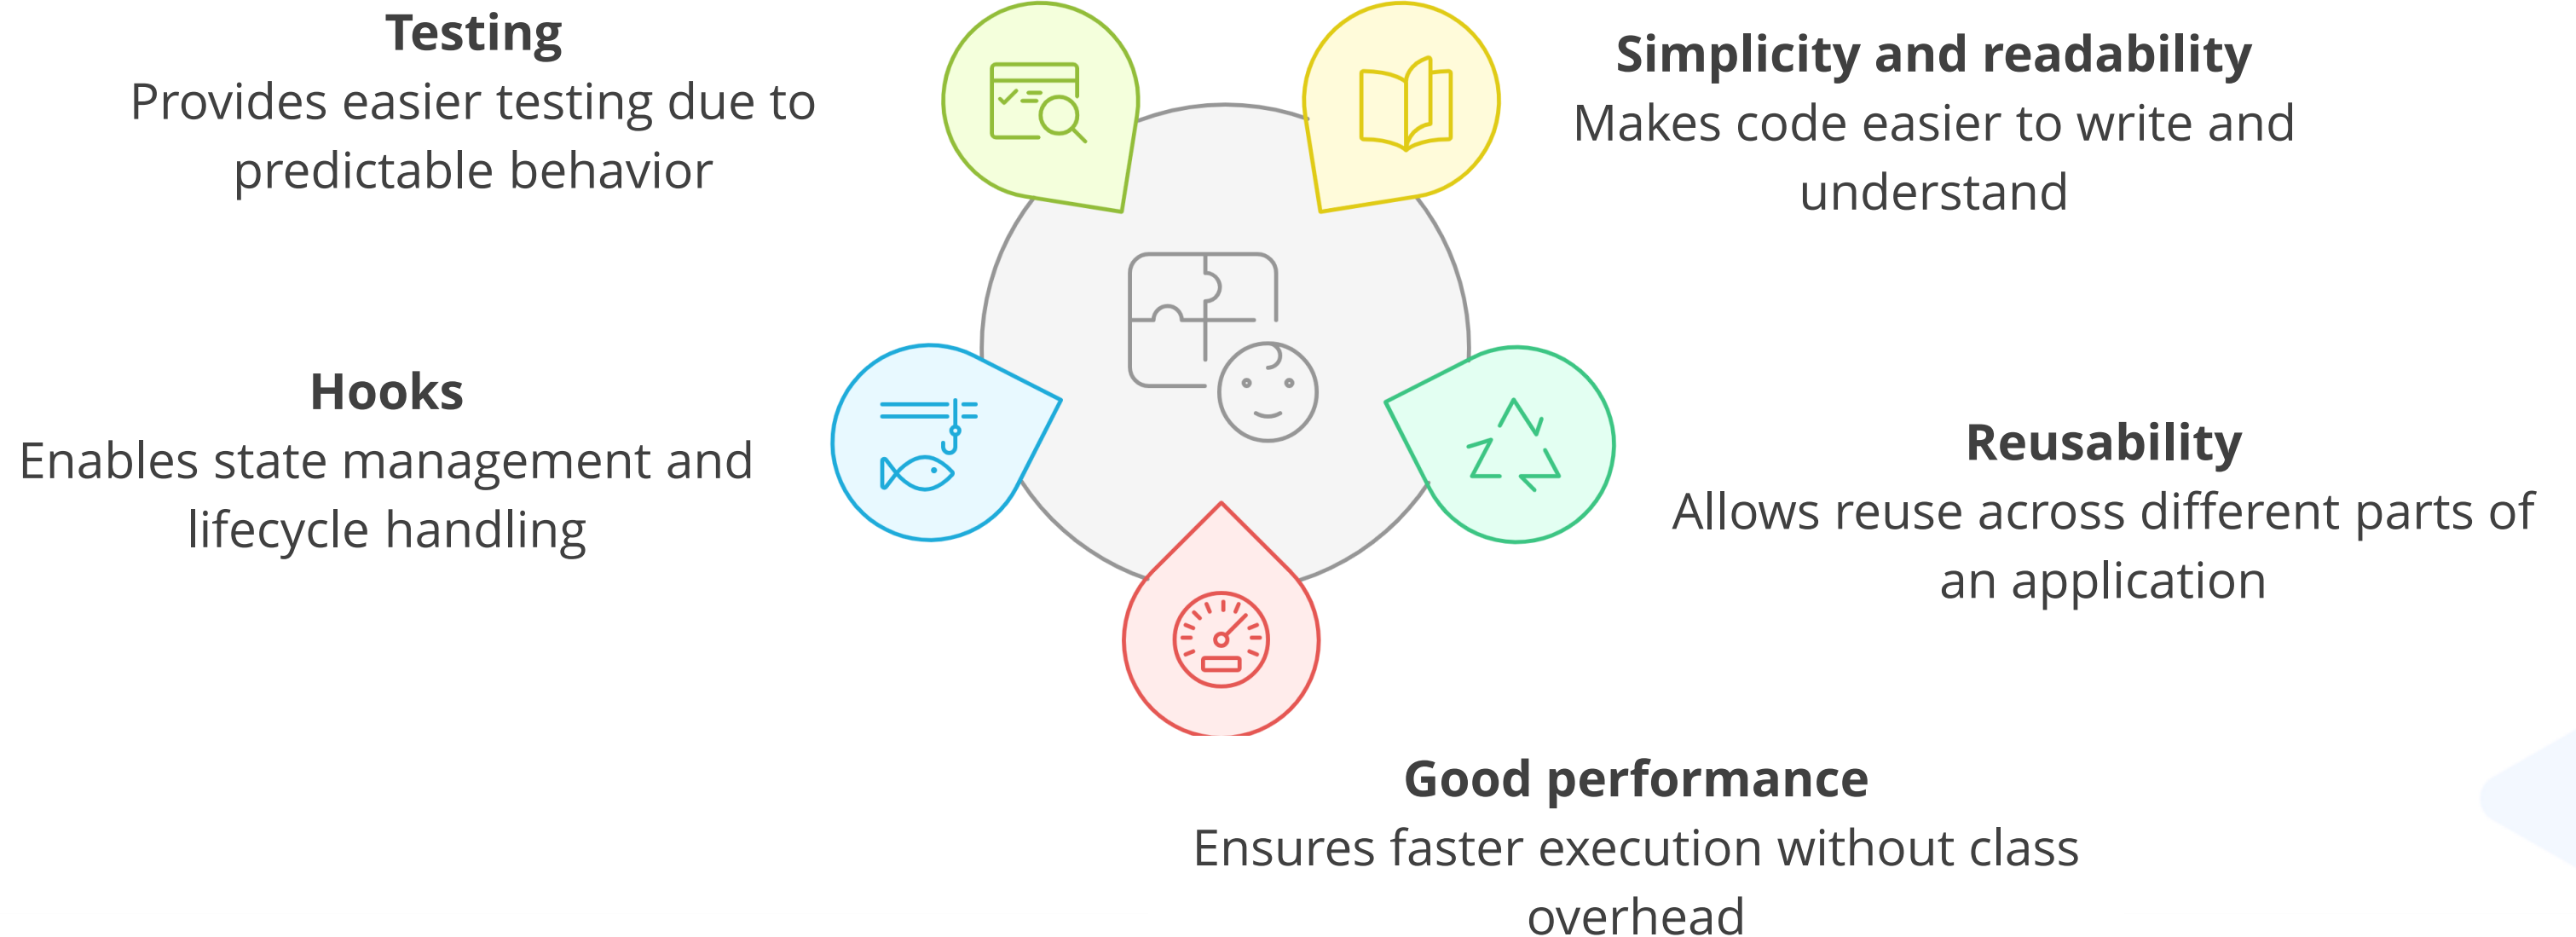 Testing
Provides easier testing due to
predictable behavior
Simplicity and readability
Makes code easier to write and
understand
Hooks
Enables state management and
lifecycle handling
Reusability
Allows reuse across different parts of
an application
Good performance
Ensures faster execution without class
overhead